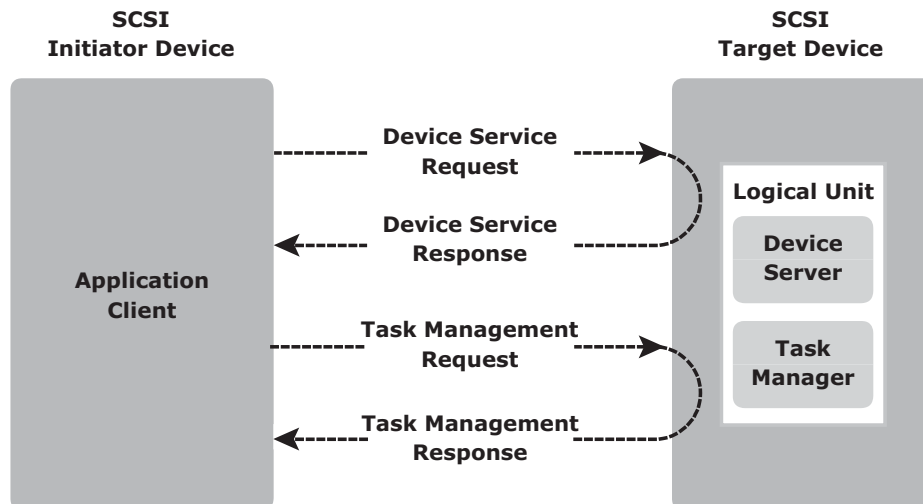 SCSI
Initiator Device
SCSI
Target Device
Device Service
Request
Logical Unit
Device Service
Response
Device
Server
Application
Client
Task Management
Request
Task
Manager
Task Management
Response